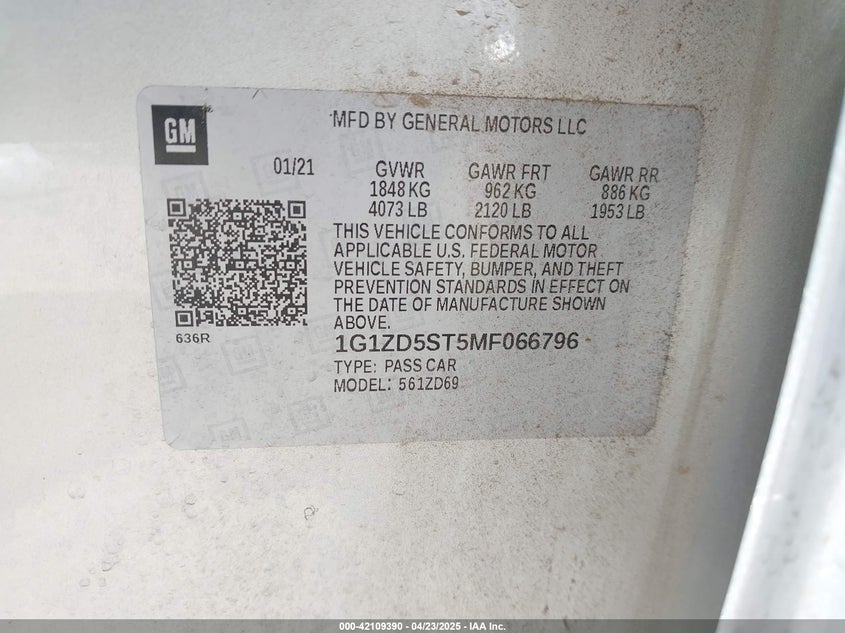 GM
MFD BY GENERAL MOTORS LLC
01/21
GVWR GAWR FRT GAWR RR
1848 KG 962 KG 886 KG
4073 LB 2120 LB 1953 LB
THIS VEHICLE CONFORMS TO ALL
APPLICABLE U.S. FEDERAL MOTOR
VEHICLE SAFETY, BUMPER, AND THEFT
PREVENTION STANDARDS IN EFFECT ON
THE DATE OF MANUFACTURE SHOWN
ABOVE.
636R
1G1ZD5ST5MF066796
TYPE: PASS CAR
MODEL: 561ZD69
000-42109390 - 04/23/2025 - IAA Inc.